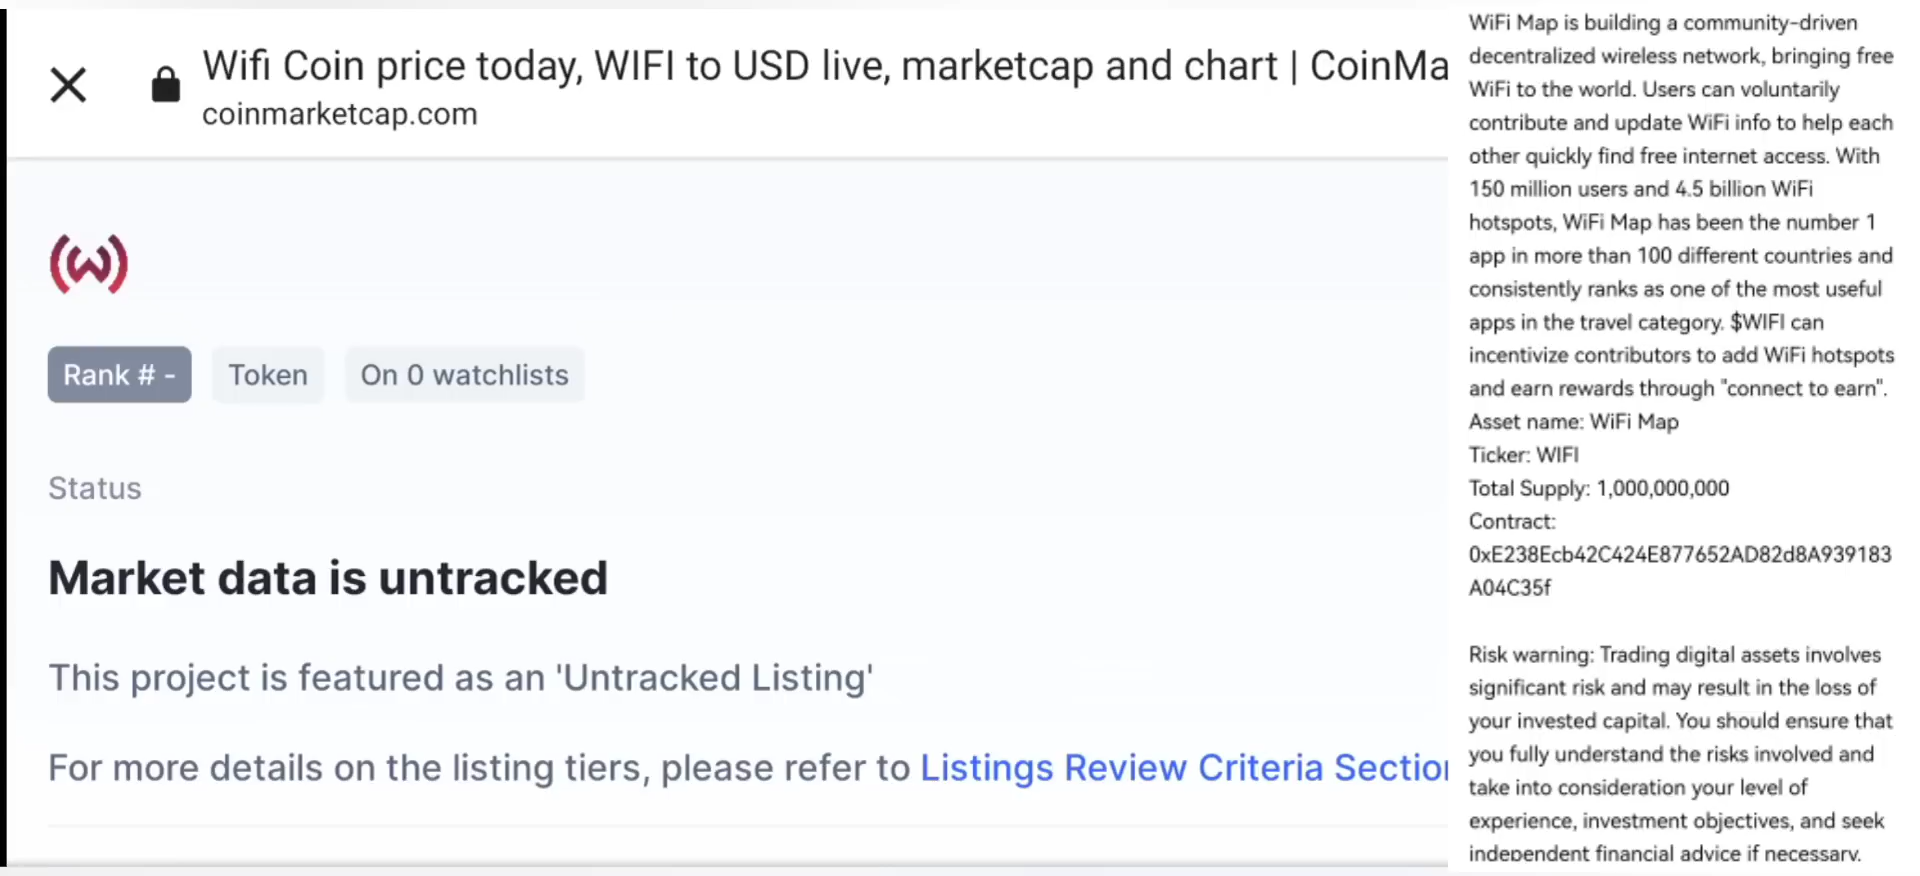 Wifi Coin price today, WIFI to USD live, marketcap and chart | CoinMa
coinmarketcap.com
Rank # -
Token
On 0 watchlists
Status
Market data is untracked
This project is featured as an 'Untracked Listing'
For more details on the listing tiers, please refer to Listings Review Criteria Section
WiFi Map is building a community-driven
decentralized wireless network, bringing free
WiFi to the world. Users can voluntarily
contribute and update WiFi info to help each
other quickly find free internet access. With
150 million users and 4.5 billion WiFi
hotspots, WiFi Map has been the number 1
app in more than 100 different countries and
consistently ranks as one of the most useful
apps in the travel category. $WIFI can
incentivize contributors to add WiFi hotspots
and earn rewards through "connect to earn".
Asset name: WiFi Map
Ticker: WIFI
Total Supply: 1,000,000,000
Contract:
0xE238Ecb42C424E877652AD82d8A939183
A04C35f
Risk warning: Trading digital assets involves
significant risk and may result in the loss of
your invested capital. You should ensure that
you fully understand the risks involved and
take into consideration your level of
experience, investment objectives, and seek
independent financial advice if necessary.